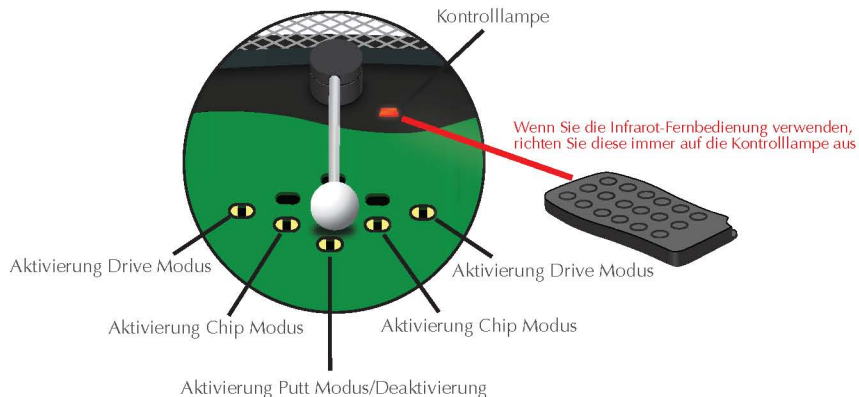 Kontrolllampe
Wenn Sie die Infrarot-Fernbedienung verwenden,
richten Sie diese immer auf die Kontrolllampe aus
Aktivierung Drive Modus
Aktivierung Drive Modus
Aktivierung Chip Modus
Aktivierung Chip Modus
Aktivierung Putt Modus/Deaktivierung